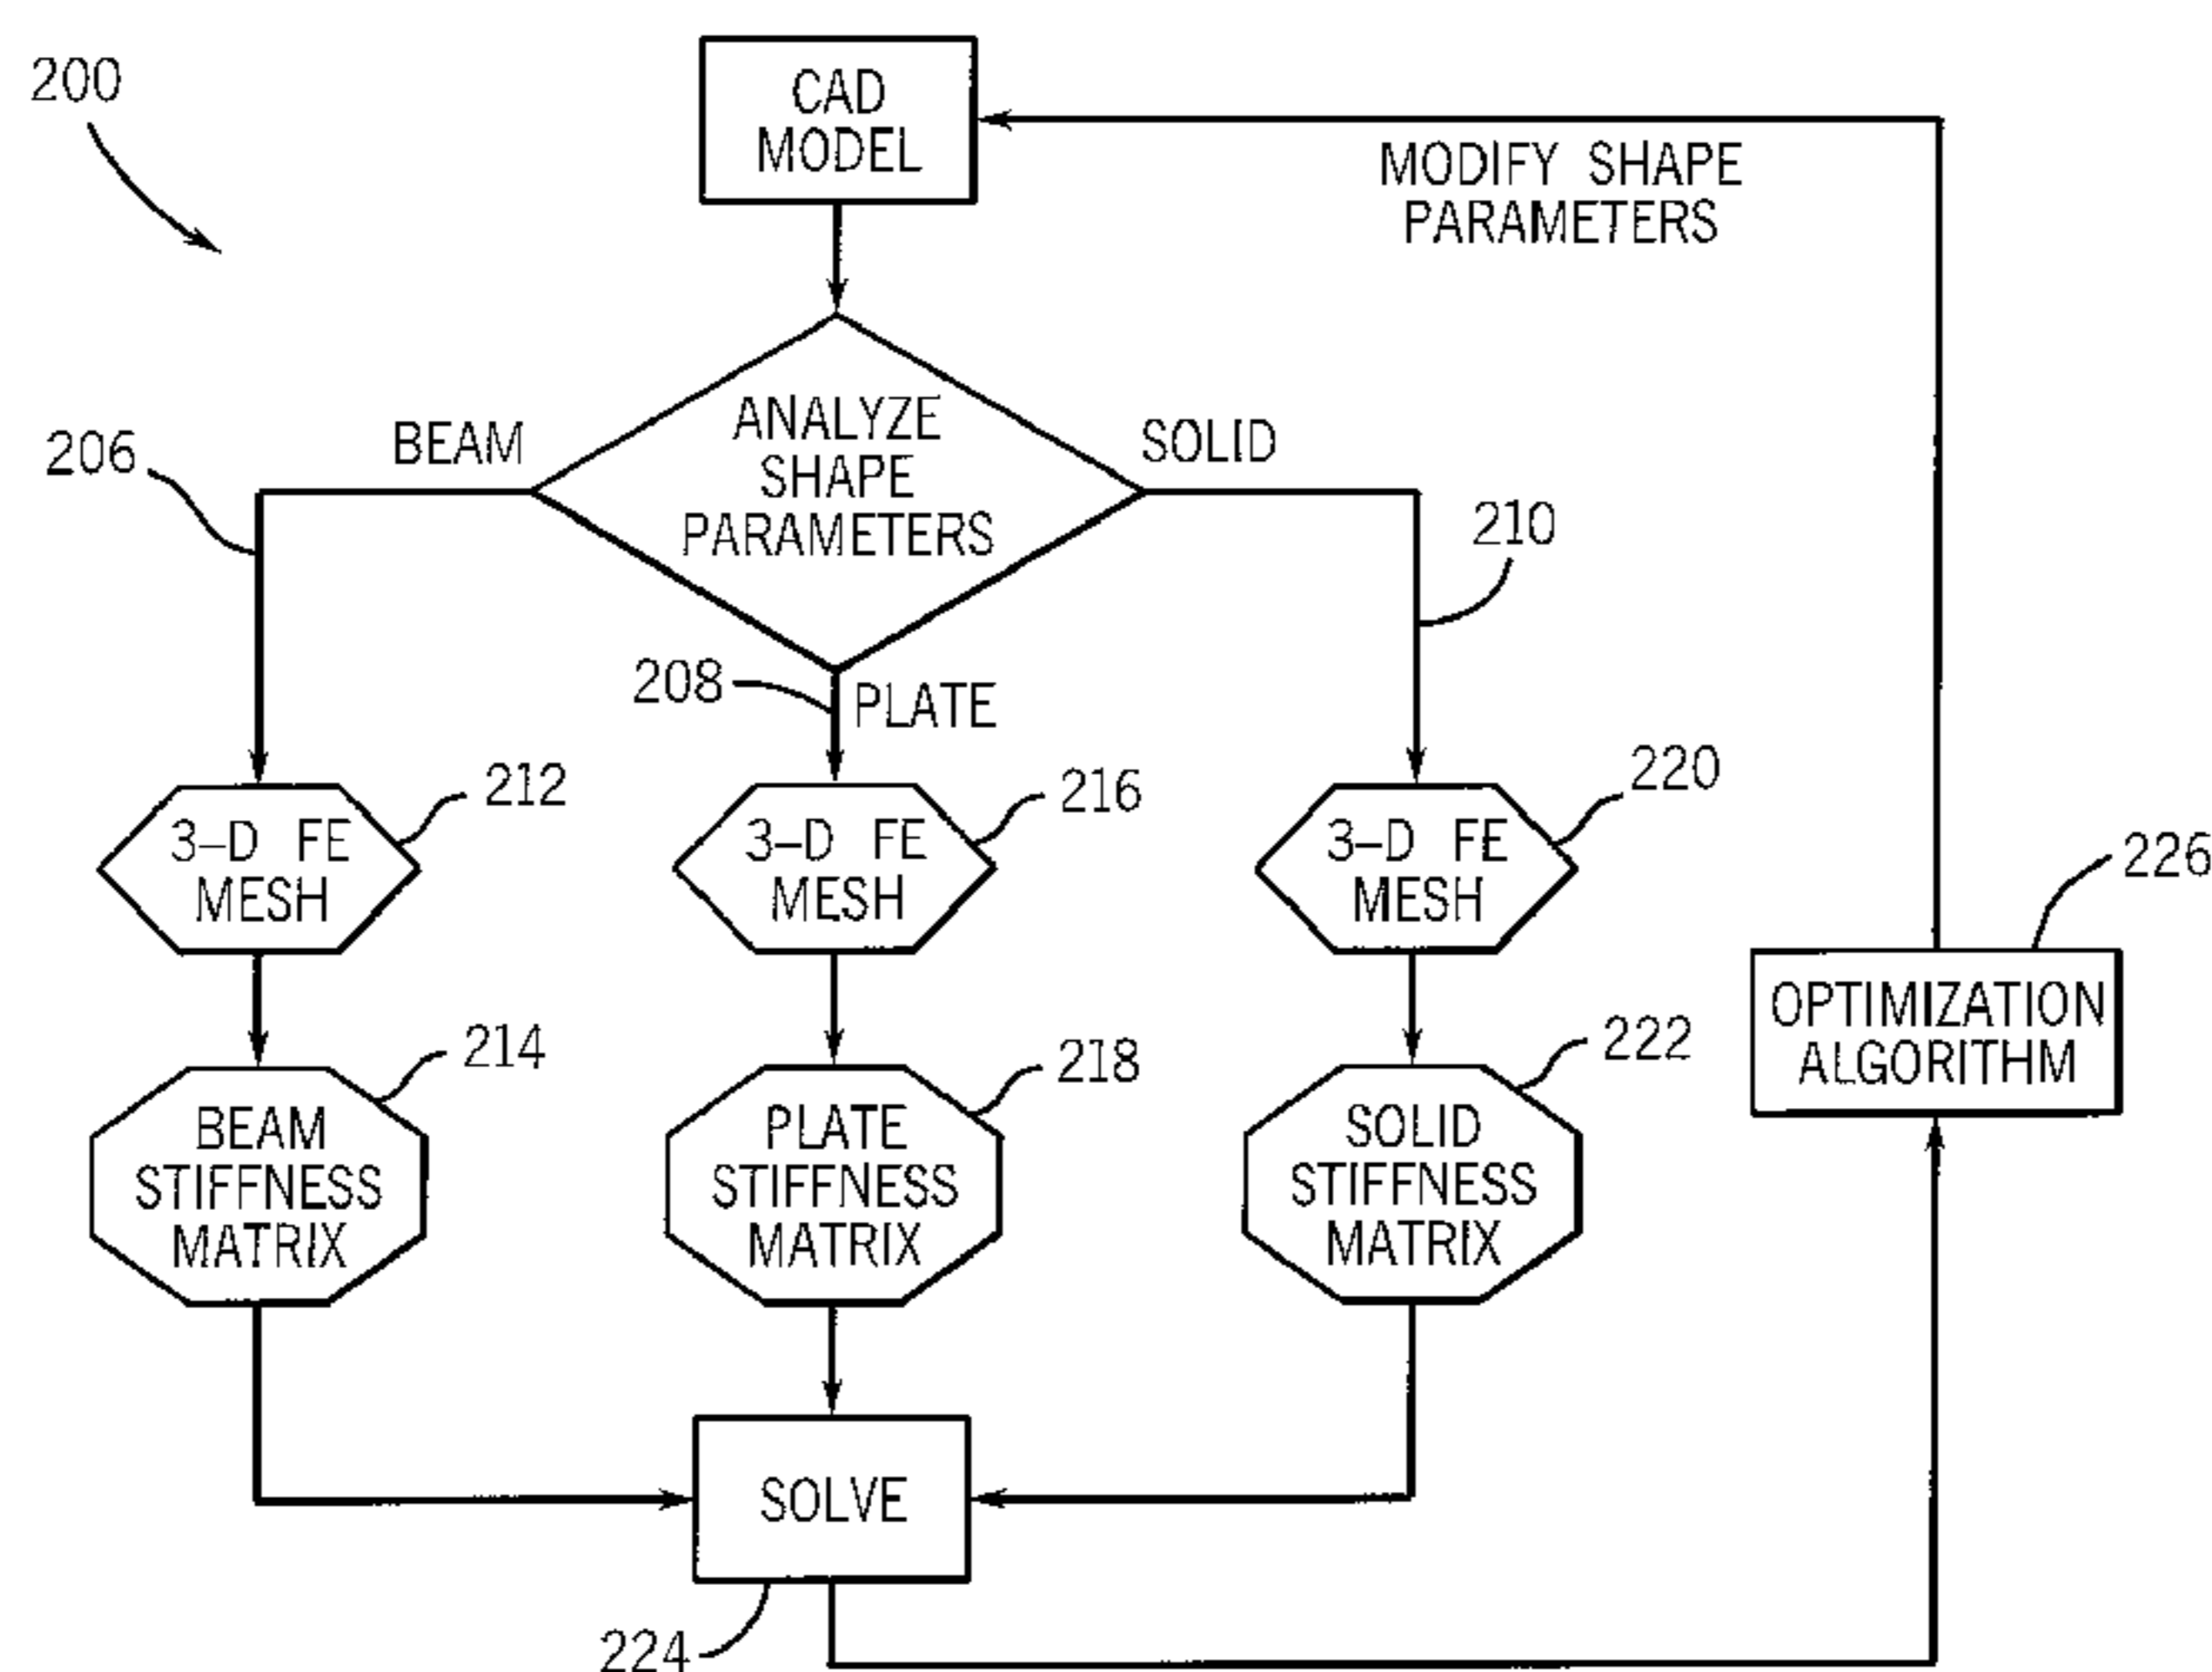 200
CAD
MODEL
MODIFY SHAPE
PARAMETERS
206
BEAM
ANALYZE
SHAPE
PARAMETERS
SOLID
210
208
PLATE
3-D FE
MESH
212
3-D FE
MESH
216
3-D FE
MESH
220
226
OPTIMIZATION
ALGORITHM
BEAM
STIFFNESS
MATRIX
214
PLATE
STIFFNESS
MATRIX
218
SOLID
STIFFNESS
MATRIX
222
SOLVE
224